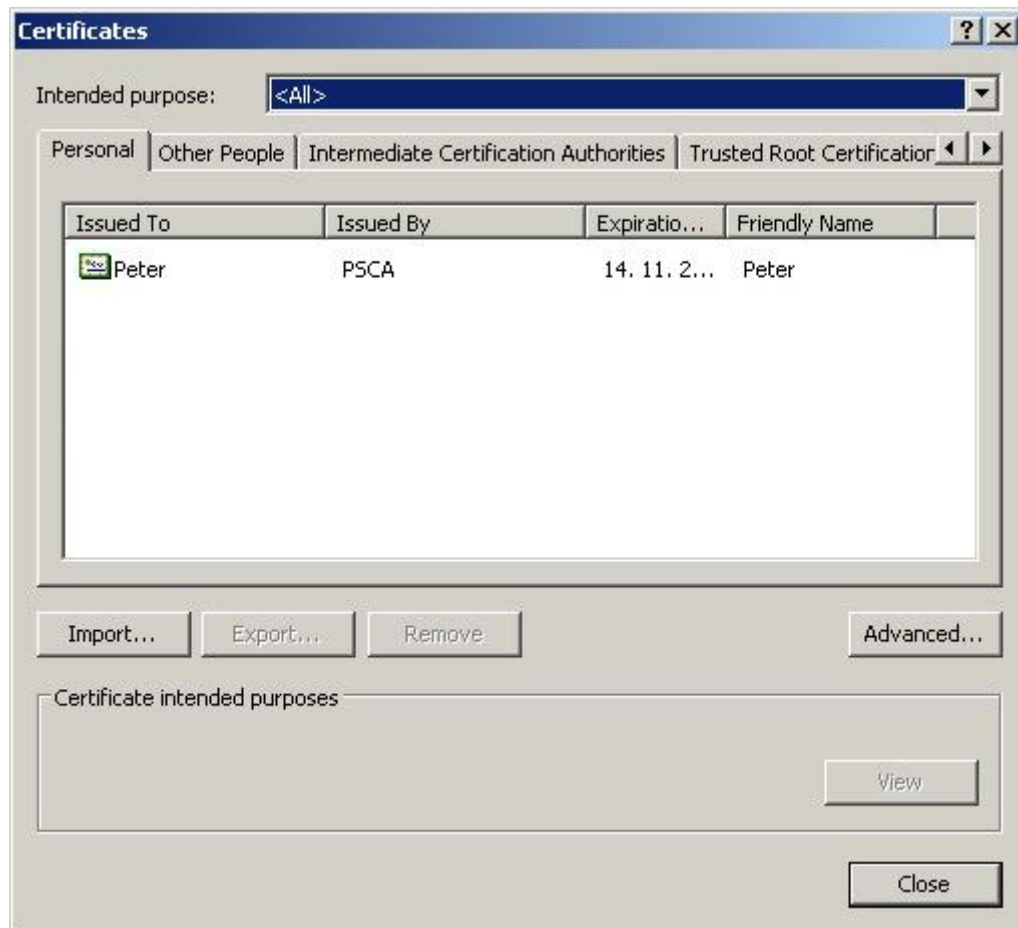 Certificates
Intended purpose: <All>
Personal Other People Intermediate Certification Authorities Trusted Root Certification
Issued To Issued By Expiratio... Friendly Name
Peter PSCA 14. 11. 2... Peter
Import... Export... Remove Advanced...
Certificate intended purposes
View
Close